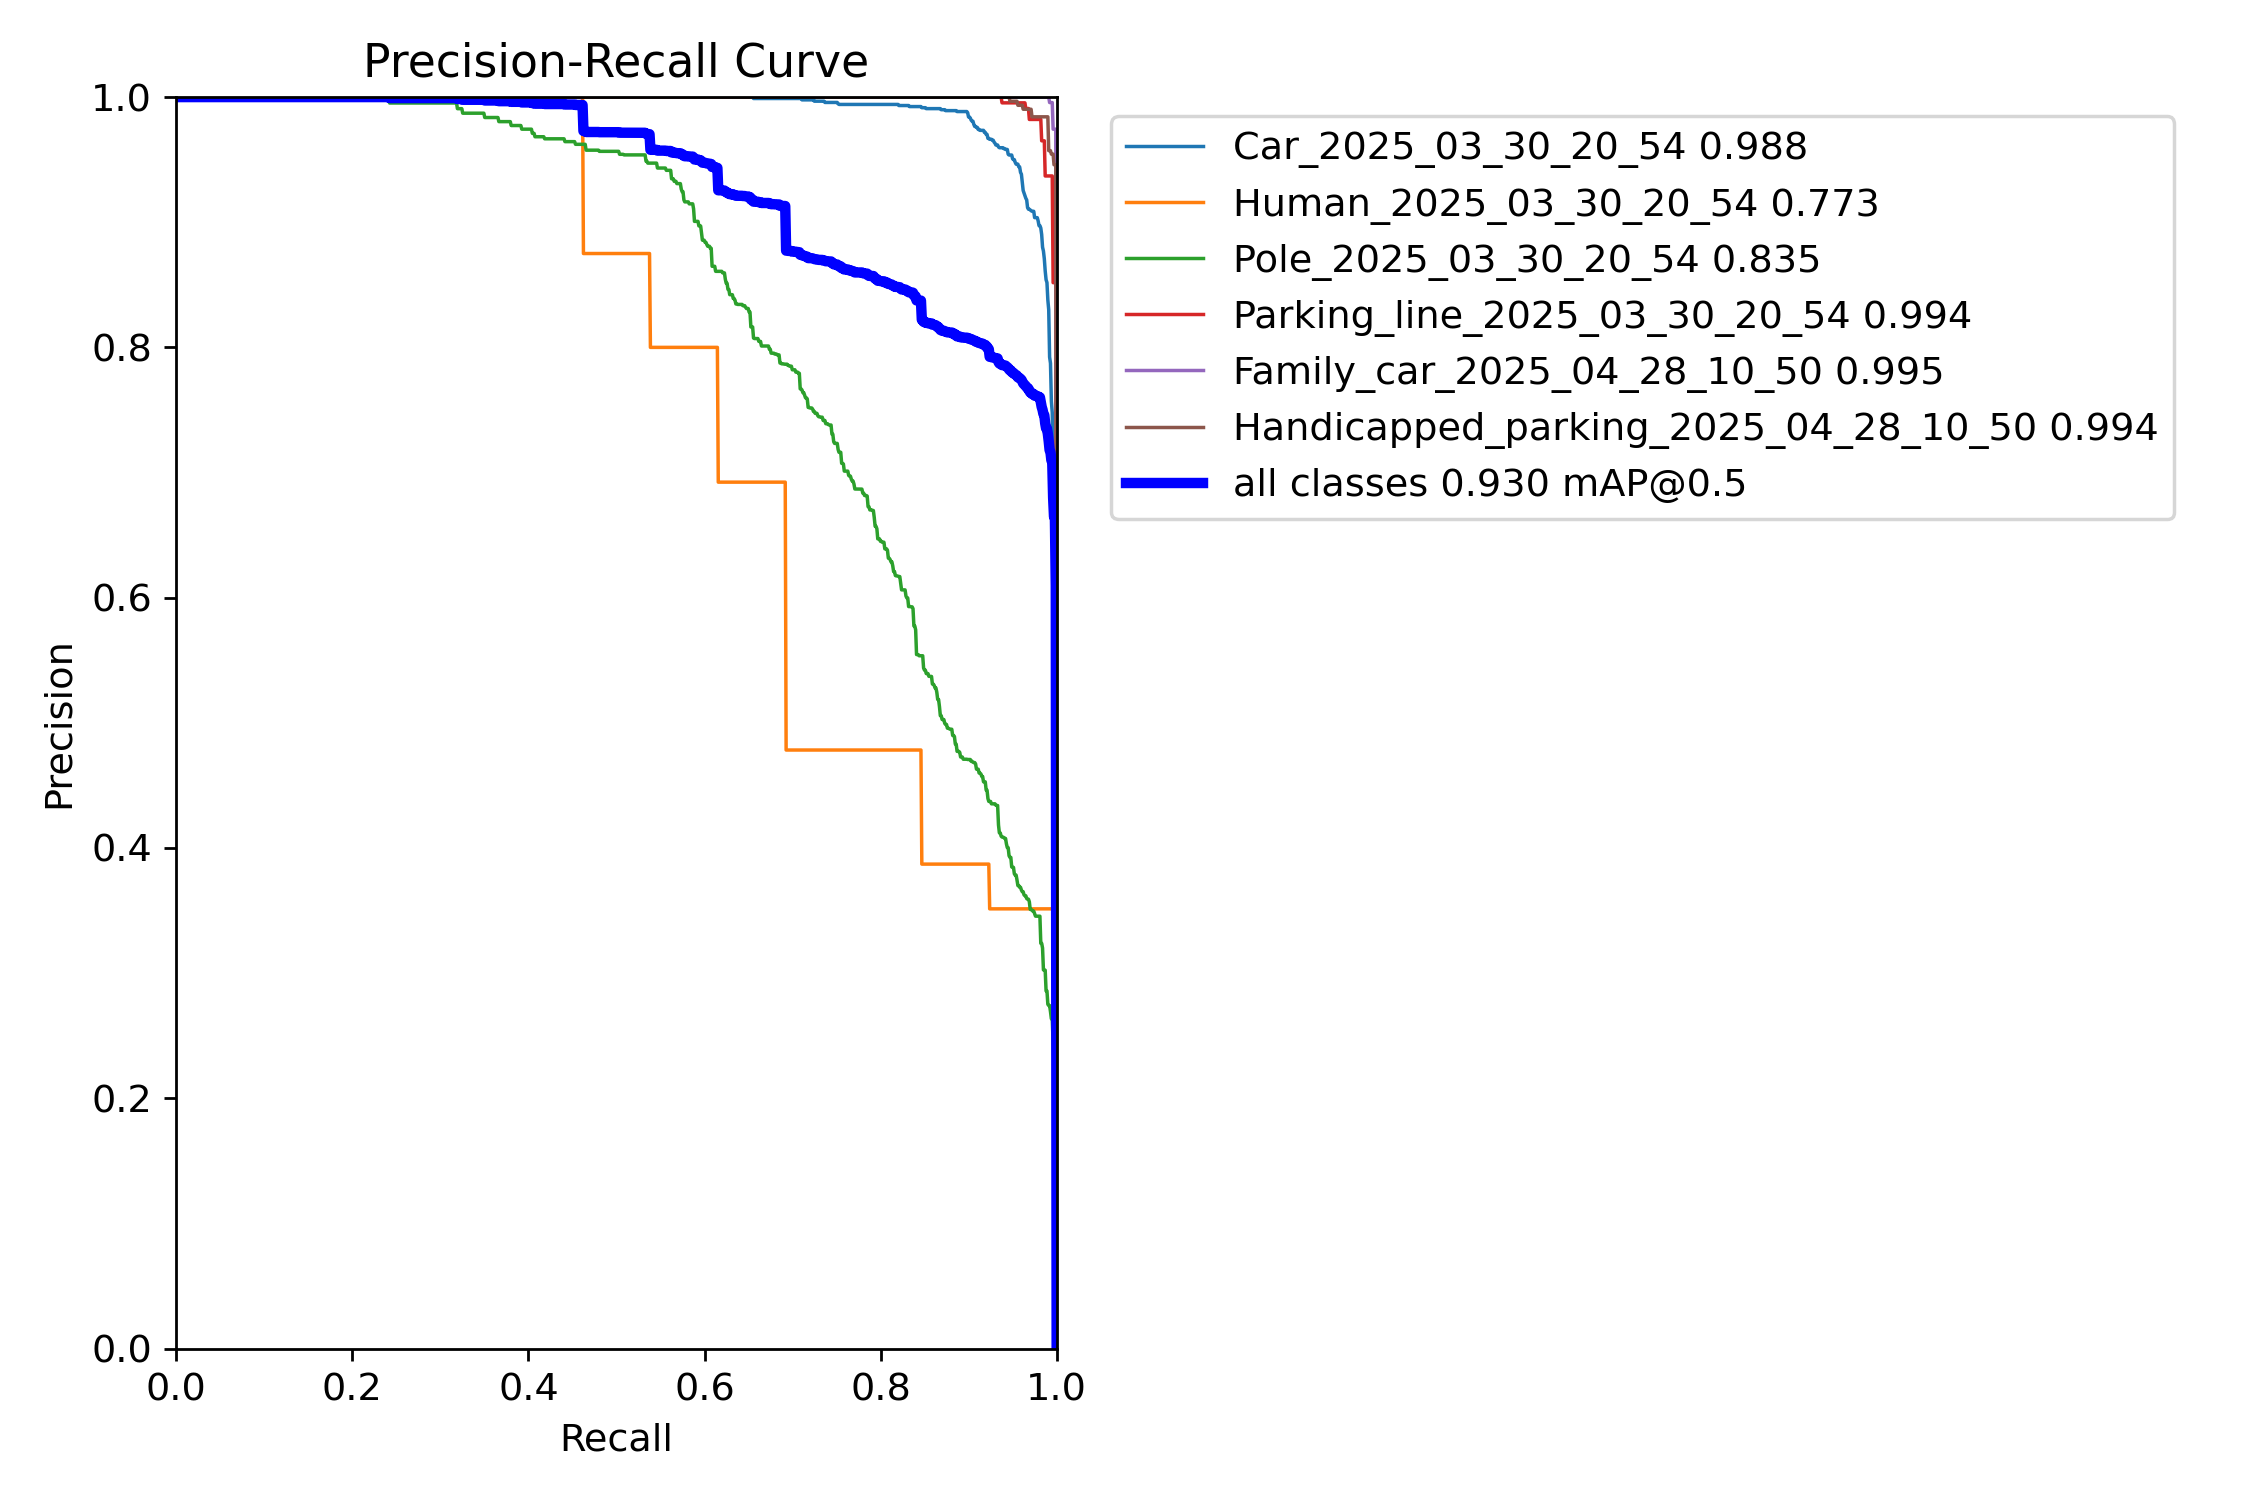 Precision-Recall Curve
1.0
0.8
0.6
0.4
0.2
0.0
Precision
0.0 0.2 0.4 0.6 0.8 1.0
Recall
Car_2025_03_30_20_54 0.988
Human_2025_03_30_20_54 0.773
Pole_2025_03_30_20_54 0.835
Parking_line_2025_03_30_20_54 0.994
Family_car_2025_04_28_10_50 0.995
Handicapped_parking_2025_04_28_10_50 0.994
all classes 0.930 mAP@0.5